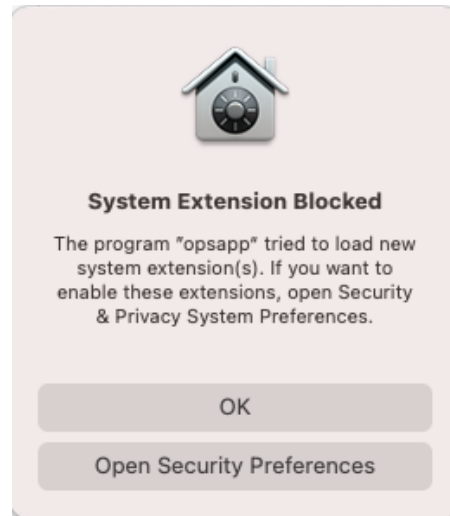 System Extension Blocked
The program "opsapp" tried to load new
system extension(s). If you want to
enable these extensions, open Security
& Privacy System Preferences.
OK
Open Security Preferences